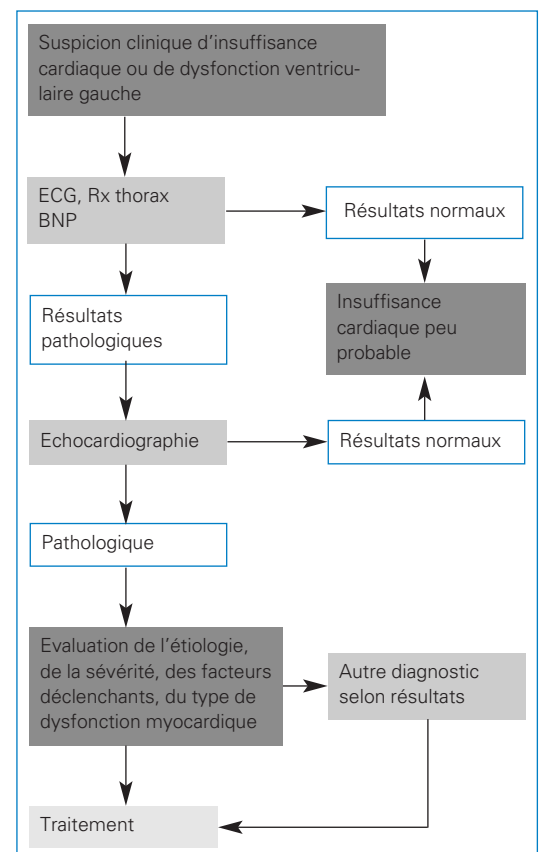 Suspicion clinique d'insuffisance
cardiaque ou de dysfonction ventricu-
laire gauche
ECG, Rx thorax
BNP
Résultats normaux
Résultats
pathologiques
Insuffisance
cardiaque peu
probable
Echocardiographie
Résultats normaux
Pathologique
Evaluation de l'étiologie,
de la sévérité, des facteurs
déclenchants, du type de
dysfonction myocardique
Autre diagnostic
selon résultats
Traitement